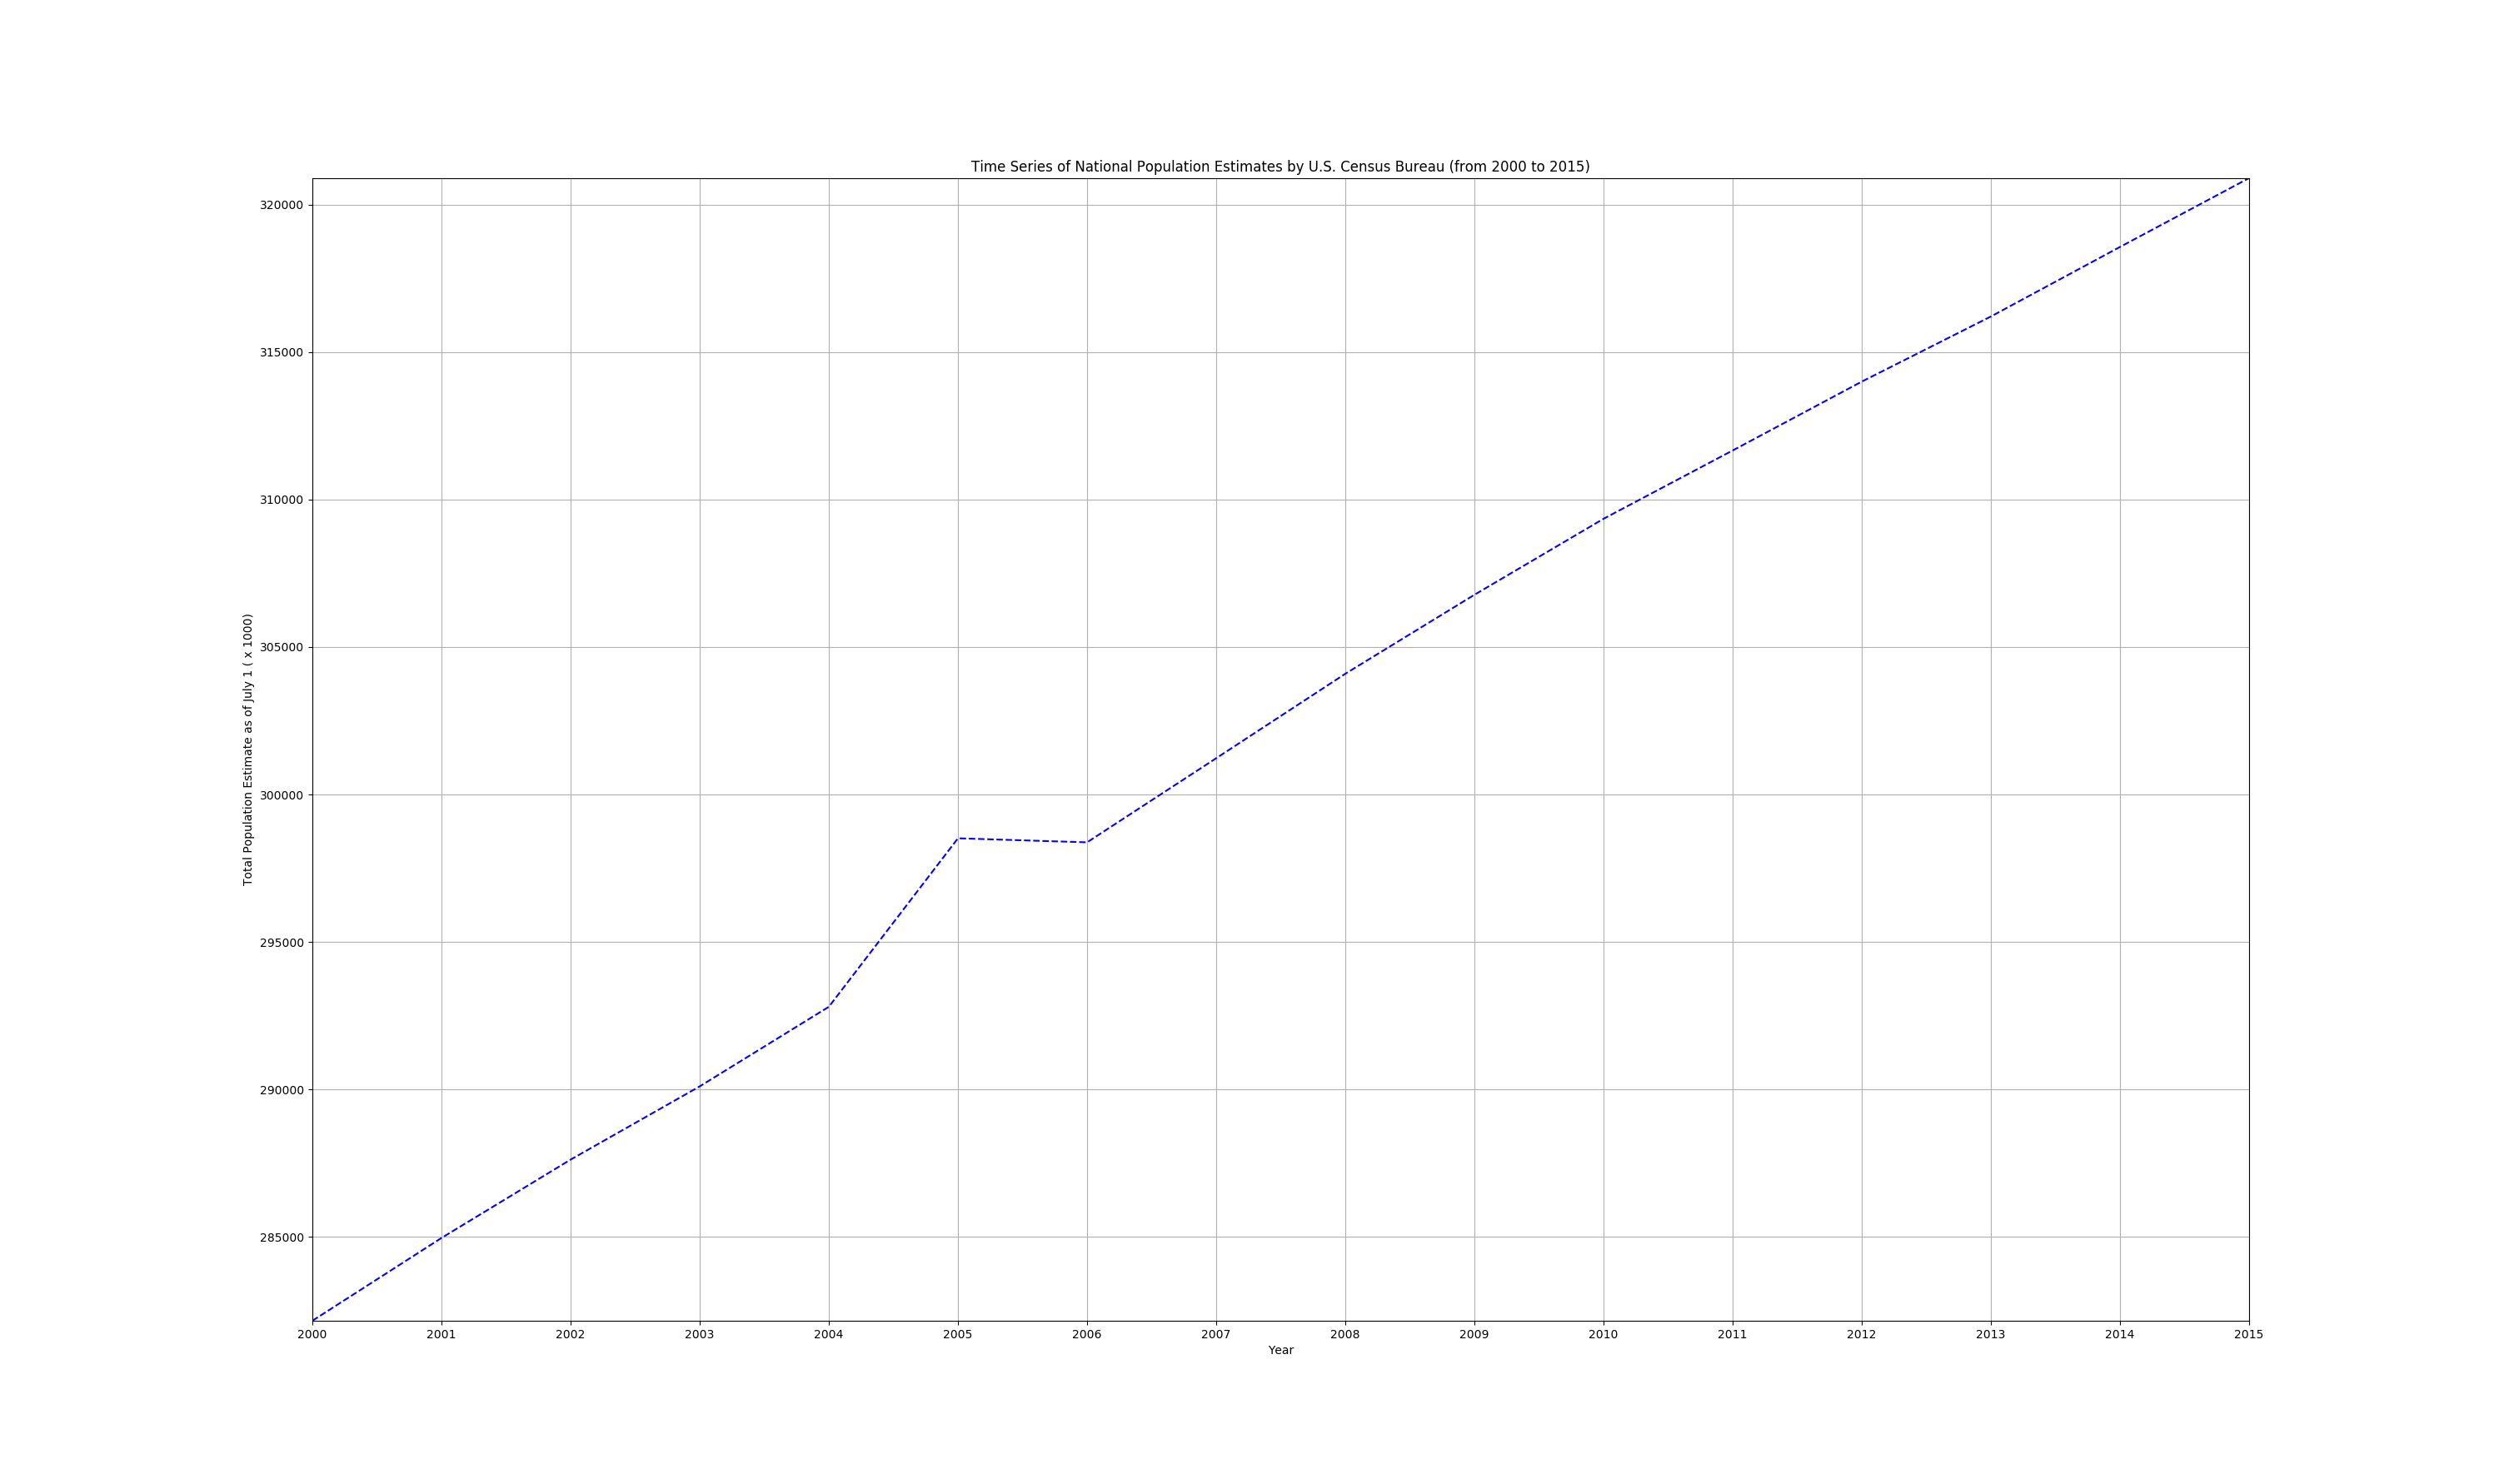 Time Series of National Population Estimates by U.S. Census Bureau (from 2000 to 2015)
320000
315000
310000
305000
300000
295000
290000
285000
Total Population Estimate as of July 1 ( x 1000)
2000 2001 2002 2003 2004 2005 2006 2007 2008 2009 2010 2011 2012 2013 2014 2015
Year